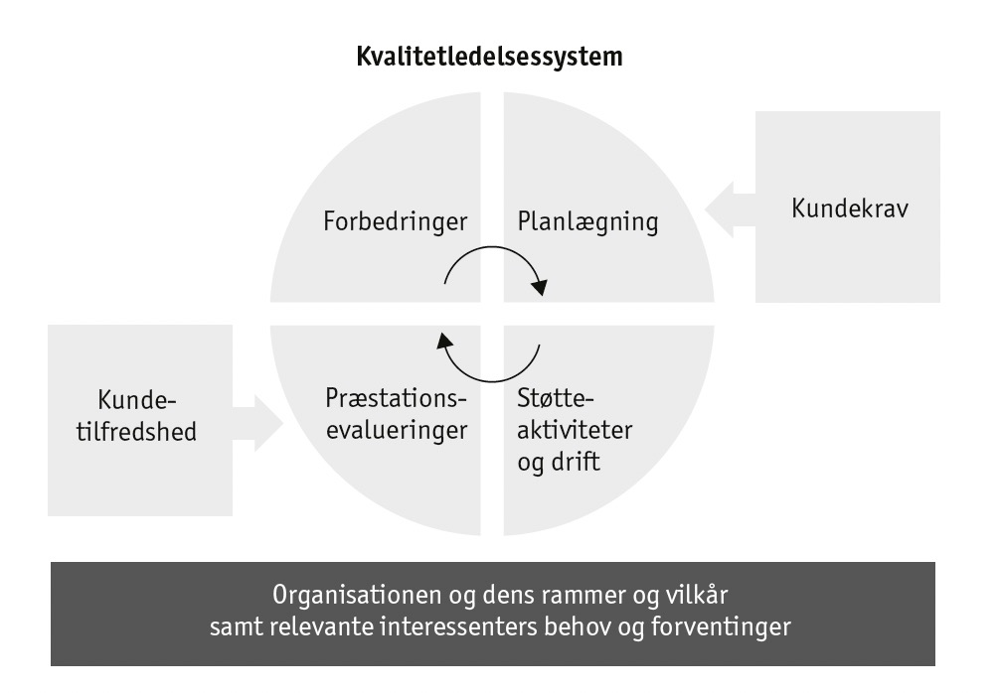 Kvalitetledelsessystem
Forbedringer
Planlægning
Kundekrav
Kunde-
tilfredshed
Præstations-
evalueringer
Støtte-
aktiviteter
og drift
Organisationen og dens rammer og vilkår
samt relevante interessenters behov og forventinger